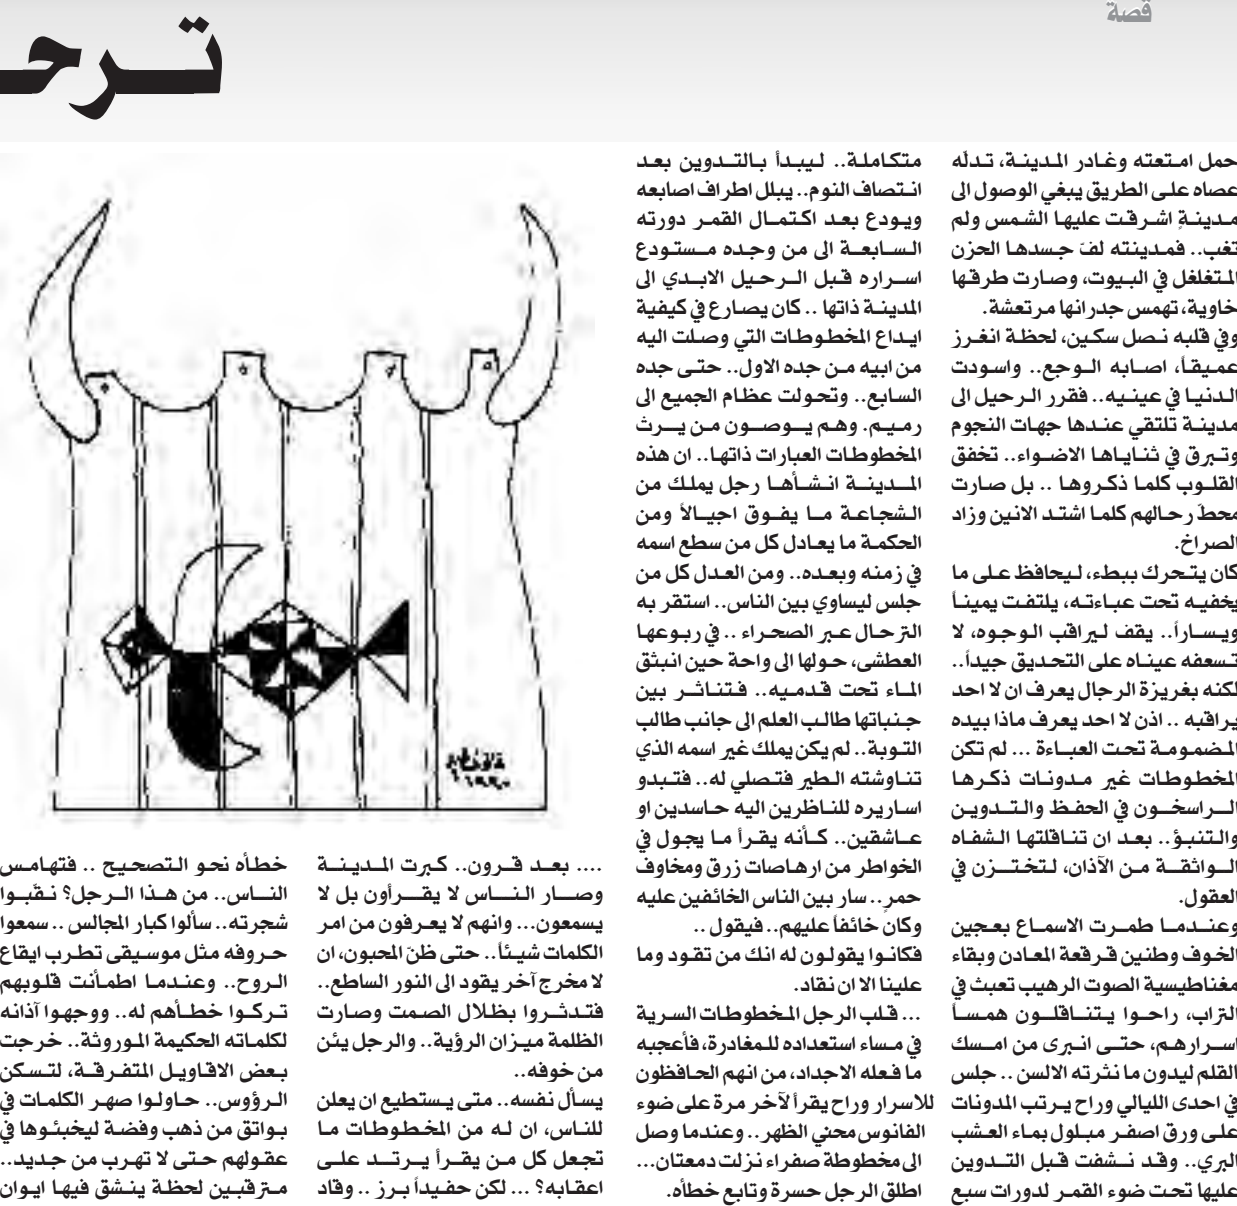 قصة
تــرحـ
حمل امتعته وغادر المدينة، تدلّه
عصاه على الطريق يبغي الوصول الى
مدينةٍ اشرقت عليها الشمس ولم
تغب.. فمدينته لفّ جسدها الحزن
المتغلغل في البيوت، وصارت طرقها
خاوية، تهمس جدرانها مرتعشة.
وفي قلبه نصل سكين، لحظة انغرز
عميقاً، اصابه الوجع.. واسودت
الدنيا في عينيه.. فقرر الرحيل الى
مدينة تلتقي عندها جهات النجوم
وتبرق في ثناياها الاضواء.. تخفق
القلوب كلما ذكروها .. بل صارت
محطّ رحالهم كلما اشتد الانين وزاد
الصراخ.
كان يتحرك ببطء، ليحافظ على ما
يخفيه تحت عباءته، يلتفت يميناً
ويساراً.. يقف ليراقب الوجوه، لا
تسعفه عيناه على التحديق جيداً..
لكنه بغريزة الرجال يعرف ان لا احد
يراقبه .. اذن لا احد يعرف ماذا بيده
المضمومة تحت العباءة ... لم تكن
المخطوطات غير مدونات ذكرها
الراسخون في الحفظ والتدوين
والتنبؤ.. بعد ان تناقلتها الشفاه
الواثقة من الآذان، لتختزن في
العقول.
وعندما طمرت الاسماع بعجين
الخوف وطنين قرقعة المعادن وبقاء
مغناطيسية الصوت الرهيب تعبث في
التراب، راحوا يتناقلون همساً
اسرارهم، حتى انبرى من امسك
القلم ليدون ما نثرته الالسن .. جلس
في احدى الليالي وراح يرتب المدونات
على ورق اصفر مبلول بماء العشب
البري.. وقد نشفت قبل التدوين
عليها تحت ضوء القمر لدورات سبع
متكاملة.. ليبدأ بالتدوين بعد
انتصاف النوم.. يبلل اطراف اصابعه
ويودع بعد اكتمال القمر دورته
السابعة الى من وجده مستودع
اسراره قبل الرحيل الابدي الى
المدينة ذاتها .. كان يصارع في كيفية
ايداع المخطوطات التي وصلت اليه
من ابيه من جده الاول.. حتى جده
السابع.. وتحولت عظام الجميع الى
رميم. وهم يوصون من يرث
المخطوطات العبارات ذاتها.. ان هذه
المدينة انشأها رجل يملك من
الشجاعة ما يفوق اجيالاً ومن
الحكمة ما يعادل كل من سطع اسمه
في زمنه وبعده.. ومن العدل كل من
جلس ليساوي بين الناس.. استقر به
الترحال عبر الصحراء .. في ربوعها
العطشى، حولها الى واحة حين انبثق
الماء تحت قدميه.. فتناثر بين
جنباتها طالب العلم الى جانب طالب
التوبة.. لم يكن يملك غير اسمه الذي
تناوشته الطير فتصلي له.. فتبدو
اساريره للناظرين اليه حاسدين او
عاشقين.. كأنه يقرأ ما يجول في
الخواطر من ارهاصات زرق ومخاوف
حمرٍ.. سار بين الناس الخائفين عليه
وكان خائفاً عليهم.. فيقول ..
فكانوا يقولون له انك من تقود وما
علينا الا ان نقاد.
... قلب الرجل المخطوطات السرية
في مساء استعداده للمغادرة، فأعجبه
ما فعله الاجداد، من انهم الحافظون
للاسرار وراح يقرأ لآخر مرة على ضوء
الفانوس محني الظهر.. وعندما وصل
الى مخطوطة صفراء نزلت دمعتان...
اطلق الرجل حسرة وتابع خطأه.
.... بعد قرون.. كبرت المدينة
وصار الناس لا يقرأون بل لا
يسمعون... وانهم لا يعرفون من امر
الكلمات شيئاً.. حتى ظنّ المحبون، ان
لا مخرج آخر يقود الى النور الساطع..
فتدثروا بظلال الصمت وصارت
الظلمة ميزان الرؤية.. والرجل يئن
من خوفه..
يسأل نفسه.. متى يستطيع ان يعلن
للناس، ان له من المخطوطات ما
تجعل كل من يقرأ يرتد على
اعقابه؟ ... لكن حفيداً برز .. وقاد
خطأه نحو التصحيح .. فتهامس
الناس.. من هذا الرجل؟ نقّبوا
شجرته.. سألوا كبار المجالس .. سمعوا
حروفه مثل موسيقى تطرب ايقاع
الروح.. وعندما اطمأنت قلوبهم
تركوا خطأهم له.. ووجهوا آذانه
لكلماته الحكيمة الموروثة.. خرجت
بعض الاقاويل المتفرقة، لتسكن
الرؤوس.. حاولوا صهر الكلمات في
بواتق من ذهب وفضة ليخبئوها في
عقولهم حتى لا تهرب من جديد..
مترقبين لحظة ينشق فيها ايوان